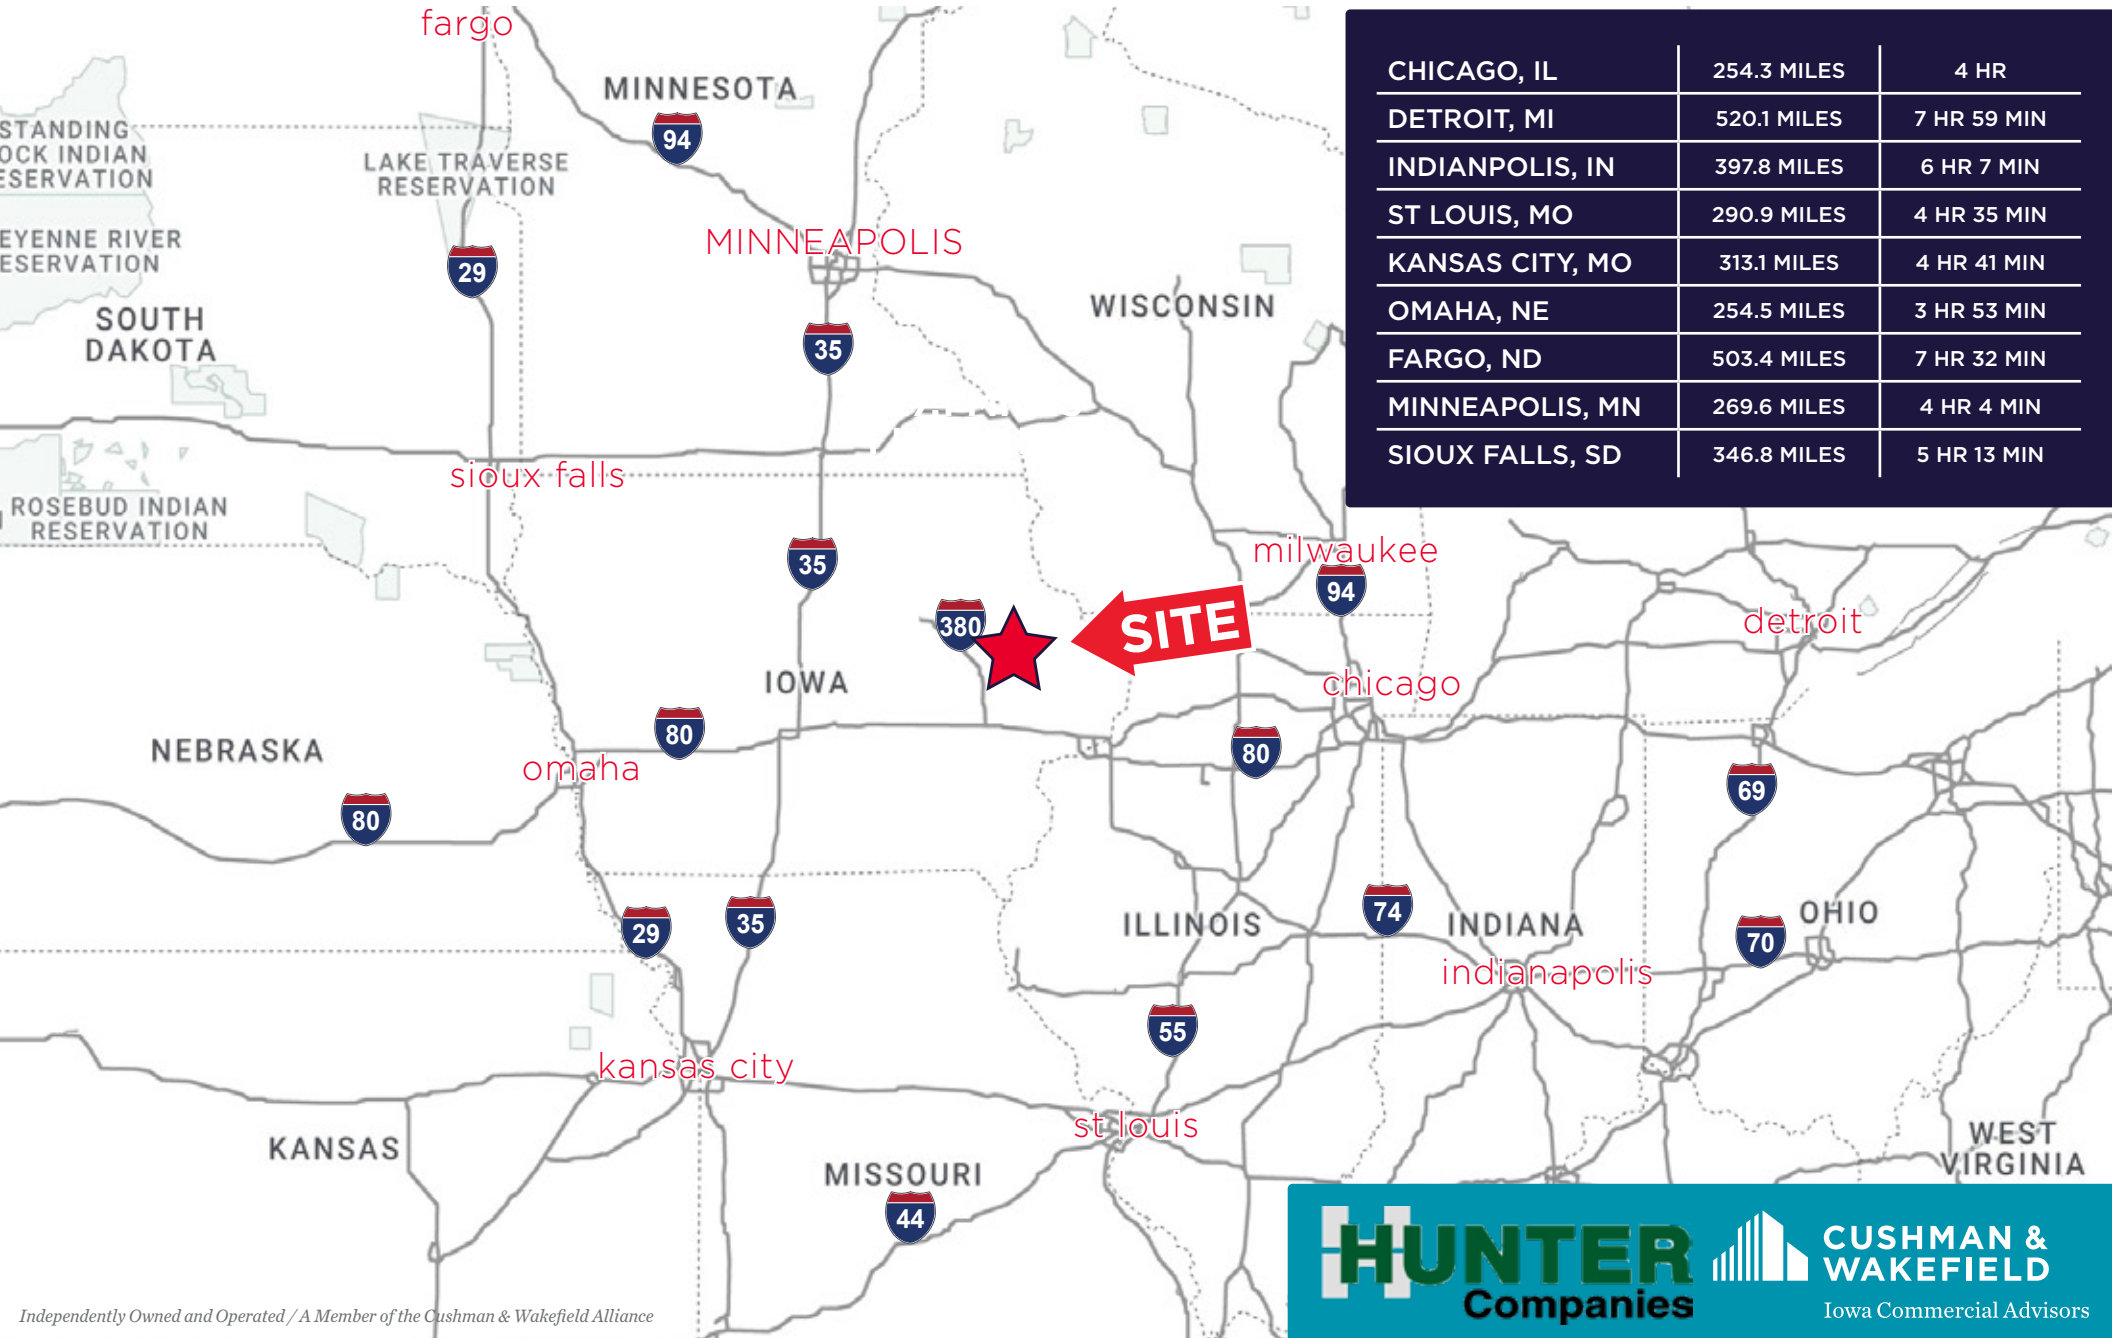 fargo
MINNESOTA
94
STANDING
OCK INDIAN
ESERVATION
LAKE TRAVERSE
RESERVATION
EYENNE RIVER
ESERVATION
29
MINNEAPOLIS
SOUTH
DAKOTA
35
WISCONSIN
CHICAGO, IL 254.3 MILES 4 HR
DETROIT, MI 520.1 MILES 7 HR 59 MIN
INDIANPOLIS, IN 397.8 MILES 6 HR 7 MIN
ST LOUIS, MO 290.9 MILES 4 HR 35 MIN
KANSAS CITY, MO 313.1 MILES 4 HR 41 MIN
OMAHA, NE 254.5 MILES 3 HR 53 MIN
FARGO, ND 503.4 MILES 7 HR 32 MIN
MINNEAPOLIS, MN 269.6 MILES 4 HR 4 MIN
SIOUX FALLS, SD 346.8 MILES 5 HR 13 MIN
sioux falls
ROSEBUD INDIAN
RESERVATION
35
milwaukee
94
380
SITE
detroit
IOWA
chicago
80
80
NEBRASKA
omaha
80
69
29
35
ILLINOIS
74
INDIANA
OHIO
70
indianapolis
55
kansas city
st louis
KANSAS
MISSOURI
44
WEST
VIRGINIA
HUNTER
Companies
CUSHMAN &
WAKEFIELD
Iowa Commercial Advisors
Independently Owned and Operated / A Member of the Cushman & Wakefield Alliance